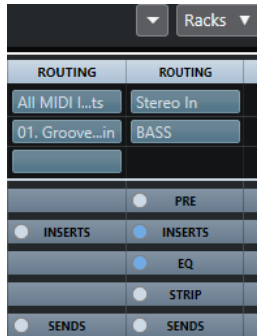 Racks
ROUTING ROUTING
All MIDI I...ts Stereo In
01. Groove...in BASS
PRE
INSERTS INSERTS
EQ
STRIP
SENDS SENDS